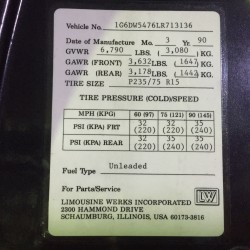 Vehicle No. 1G6DW5476LR713136
Date of Manufacture Mo. 3 Yr. 90
GVWR 6,790 LBS.( 3,080 )KG.
GAWR (FRONT) 3,632 LBS.( 1647 )KG.
GAWR (REAR) 3,178 LBS.( 1442 )KG.
TIRE SIZE P235/75 R15
TIRE PRESSURE (COLD)/SPEED
MPH (KPG) 60 (97) 75 (121) 90 (145)
PSI (KPA) FRT 32 (220) 32 (220) 35 (240)
PSI (KPA) REAR 32 (220) 32 (220) 35 (240)
Fuel Type Unleaded
For Parts/Service
LIMOUSINE WERKS INCORPORATED
2300 HAMMOND DRIVE
SCHAUMBURG, ILLINOIS, USA 60173-3816
LW